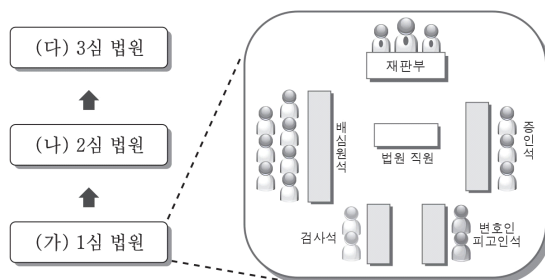 (다) 3심 법원
(나) 2심 법원
(가) 1심 법원
재판부
배심원석
법원 직원
증인석
검사석
변호인
피고인석